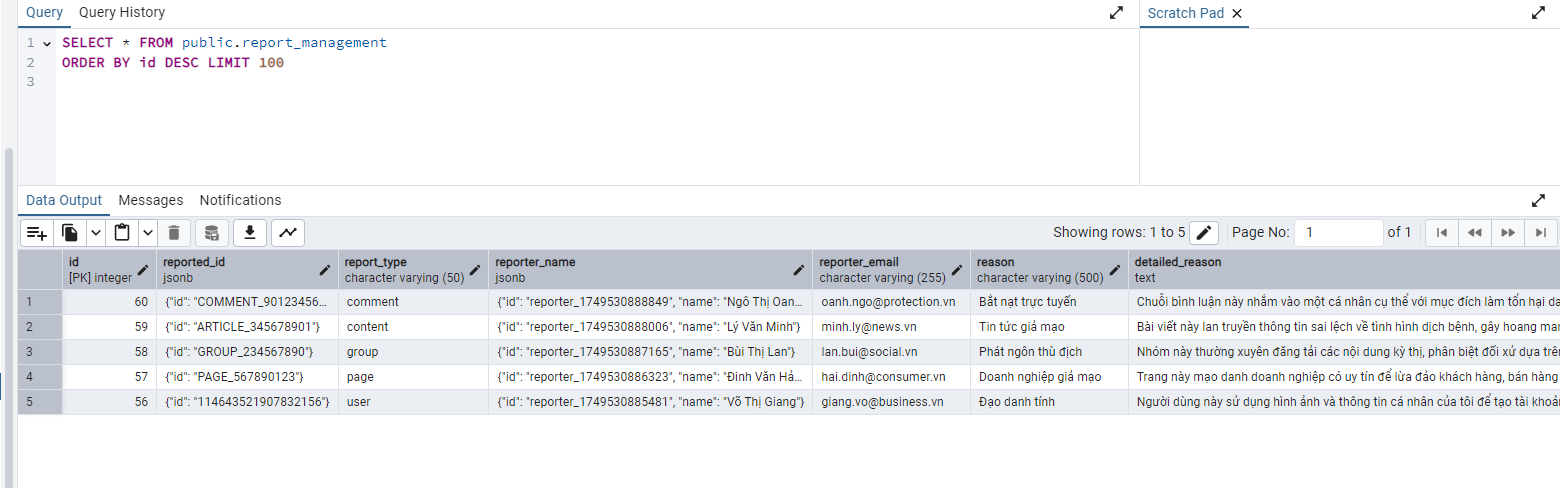 Query Query History Scratch Pad
1 SELECT * FROM public.report_management
2 ORDER BY id DESC LIMIT 100
3
Data Output Messages Notifications
Showing rows: 1 to 5 Page No: 1 of 1
id reported_id report_type reporter_name reporter_email reason detailed_reason
[PK] integer jsonb character varying (50) jsonb character varying (255) character varying (500) text
1 60 {"id": "COMMENT_90123456... comment {"id": "reporter_1749530888849", "name": "Ngô Thị Oan... oanh.ngo@protection.vn Bắt nạt trực tuyến Chuỗi bình luận này nhắm vào một cá nhân cụ thể với mục đích làm tổn hại da
2 59 {"id": "ARTICLE_345678901"} content {"id": "reporter_1749530888006", "name": "Lý Văn Minh"} minh.ly@news.vn Tin tức giả mạo Bài viết này lan truyền thông tin sai lệch về tình hình dịch bệnh, gây hoang mar
3 58 {"id": "GROUP_234567890"} group {"id": "reporter_1749530887165", "name": "Bùi Thị Lan"} lan.bui@social.vn Phát ngôn thù địch Nhóm này thường xuyên đăng tải các nội dung kỳ thị, phân biệt đối xử dựa trên
4 57 {"id": "PAGE_567890123"} page {"id": "reporter_1749530886323", "name": "Đinh Văn Hả... hai.dinh@consumer.vn Doanh nghiệp giả mạo Trang này mạo danh doanh nghiệp có uy tín để lừa đảo khách hàng, bán hàng
5 56 {"id": "114643521907832156"} user {"id": "reporter_1749530885481", "name": "Võ Thị Giang"} giang.vo@business.vn Đạo danh tính Người dùng này sử dụng hình ảnh và thông tin cá nhân của tôi để tạo tài khoản